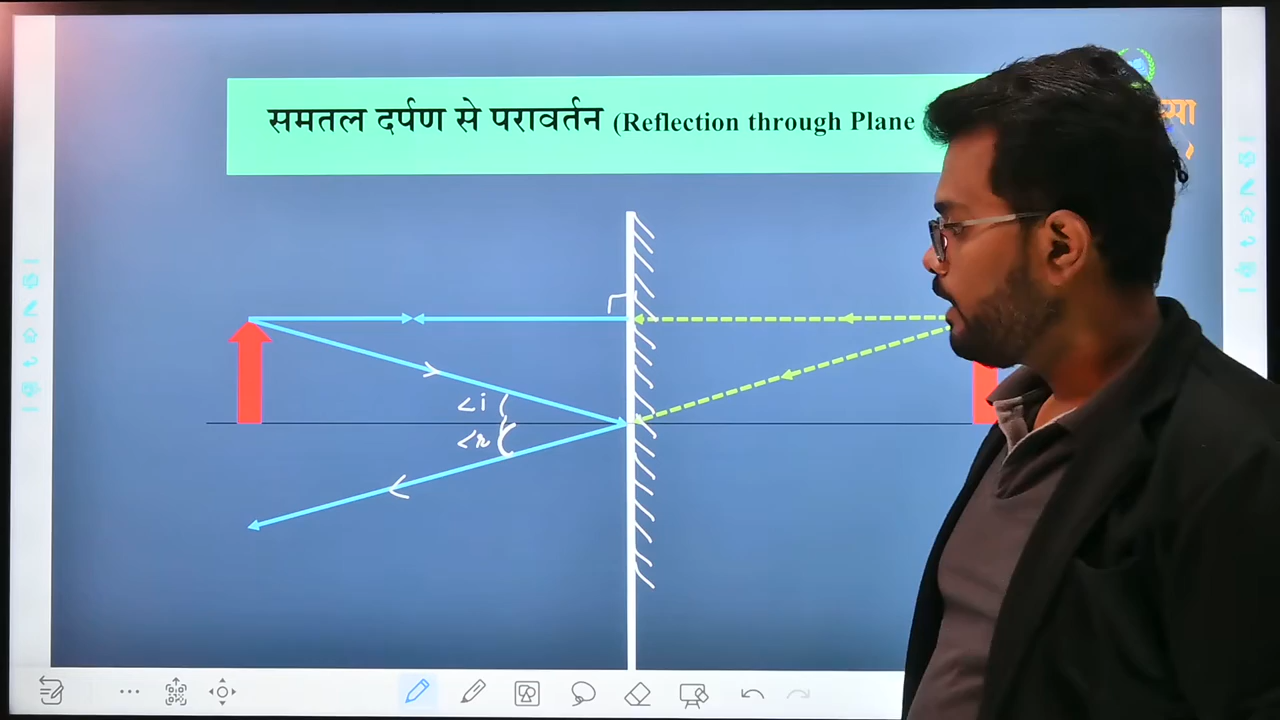 समतल दर्पण से परावर्तन (Reflection through Plane
<i
<r